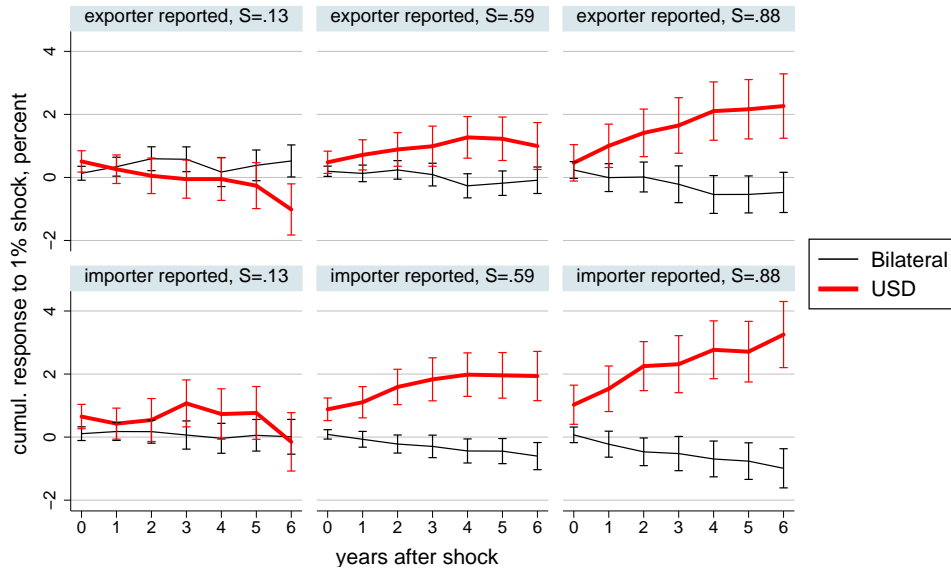 exporter reported, S=.13
exporter reported, S=.59
exporter reported, S=.88
4
2
0
−2
importer reported, S=.13
importer reported, S=.59
importer reported, S=.88
4
2
0
−2
0 1 2 3 4 5 6
0 1 2 3 4 5 6
0 1 2 3 4 5 6
cumul. response to 1% shock, percent
years after shock
Bilateral
USD